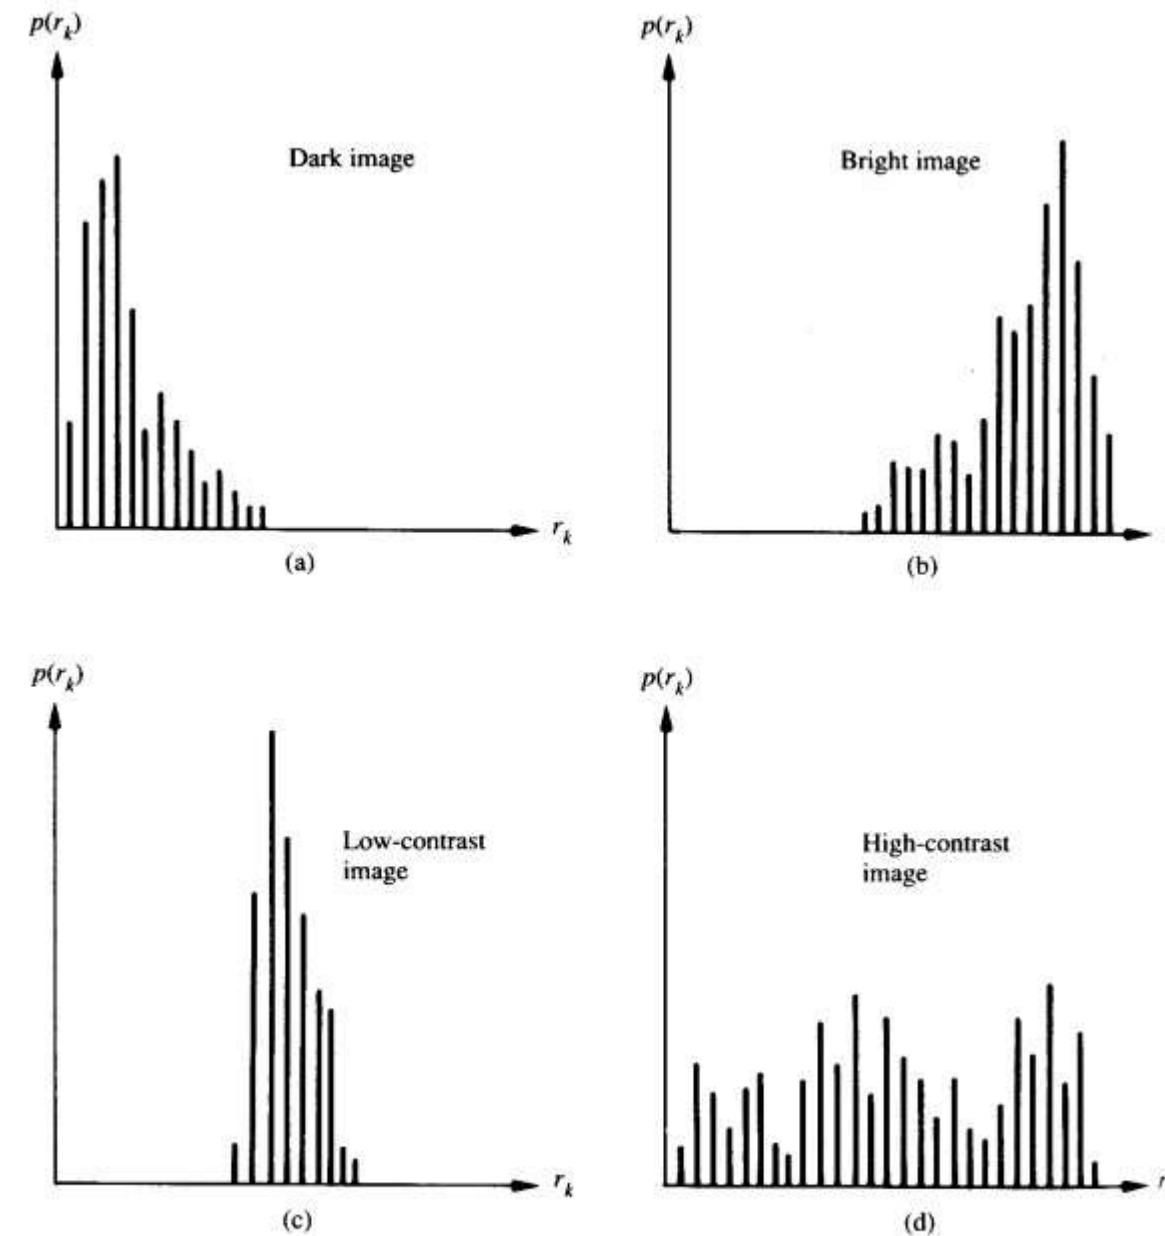 p(r_k)
Dark image
r_k
(a)
p(r_k)
Bright image
(b)
p(r_k)
Low-contrast
image
r_k
(c)
p(r_k)
High-contrast
image
r
(d)